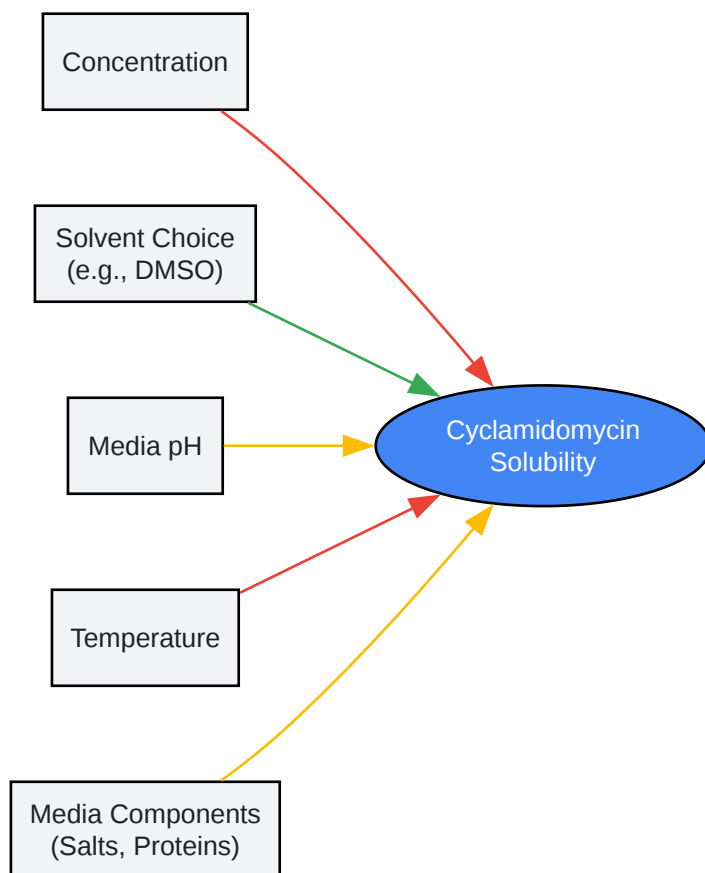 Concentration
Solvent Choice
(e.g., DMSO)
Media pH
Cyclamidomycin
Solubility
Temperature
Media Components
(Salts, Proteins)